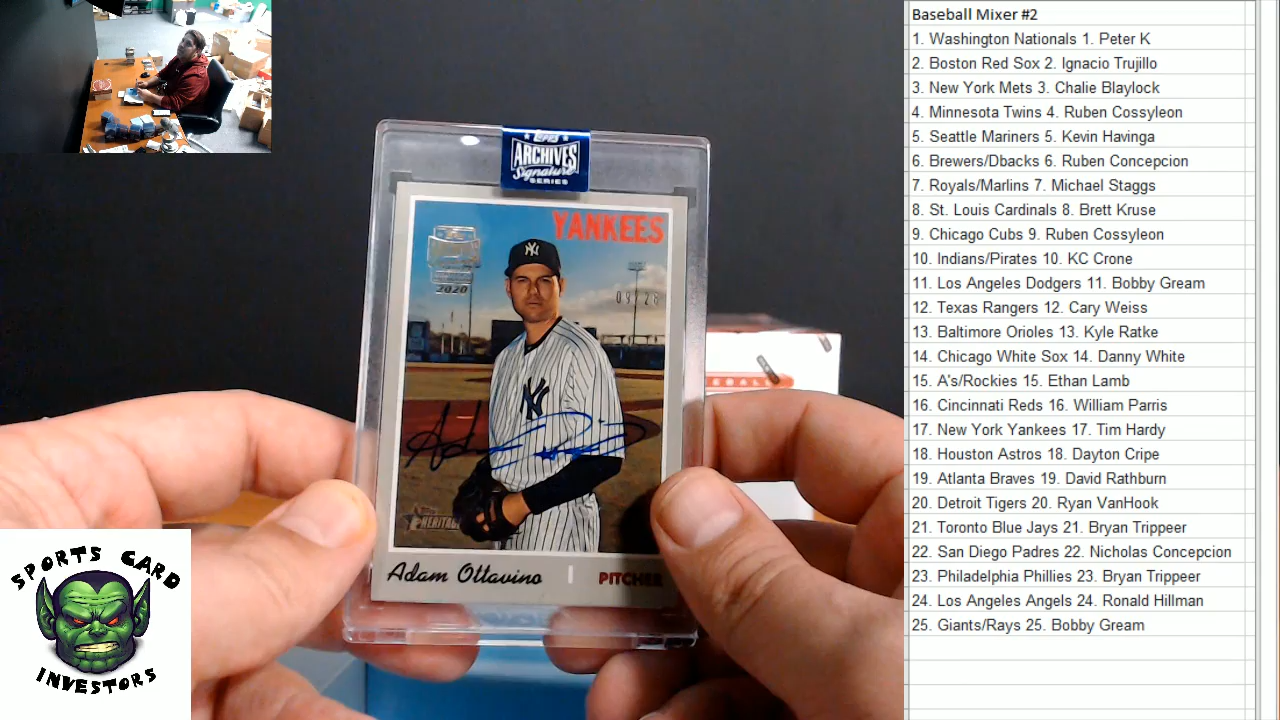 TOPPS
ARCHIVES
Signature
SERIES
YANKEES
2020
NY
NY
HERITAGE
Adam Ottavino
PITCHER
SPORTS CARD
INVESTORS
Baseball Mixer #2
1. Washington Nationals 1. Peter K
2. Boston Red Sox 2. Ignacio Trujillo
3. New York Mets 3. Chalie Blaylock
4. Minnesota Twins 4. Ruben Cossyleon
5. Seattle Mariners 5. Kevin Havinga
6. Brewers/Dbacks 6. Ruben Concepcion
7. Royals/Marlins 7. Michael Staggs
8. St. Louis Cardinals 8. Brett Kruse
9. Chicago Cubs 9. Ruben Cossyleon
10. Indians/Pirates 10. KC Crone
11. Los Angeles Dodgers 11. Bobby Gream
12. Texas Rangers 12. Cary Weiss
13. Baltimore Orioles 13. Kyle Ratke
14. Chicago White Sox 14. Danny White
15. A's/Rockies 15. Ethan Lamb
16. Cincinnati Reds 16. William Parris
17. New York Yankees 17. Tim Hardy
18. Houston Astros 18. Dayton Cripe
19. Atlanta Braves 19. David Rathburn
20. Detroit Tigers 20. Ryan VanHook
21. Toronto Blue Jays 21. Bryan Trippeer
22. San Diego Padres 22. Nicholas Concepcion
23. Philadelphia Phillies 23. Bryan Trippeer
24. Los Angeles Angels 24. Ronald Hillman
25. Giants/Rays 25. Bobby Gream